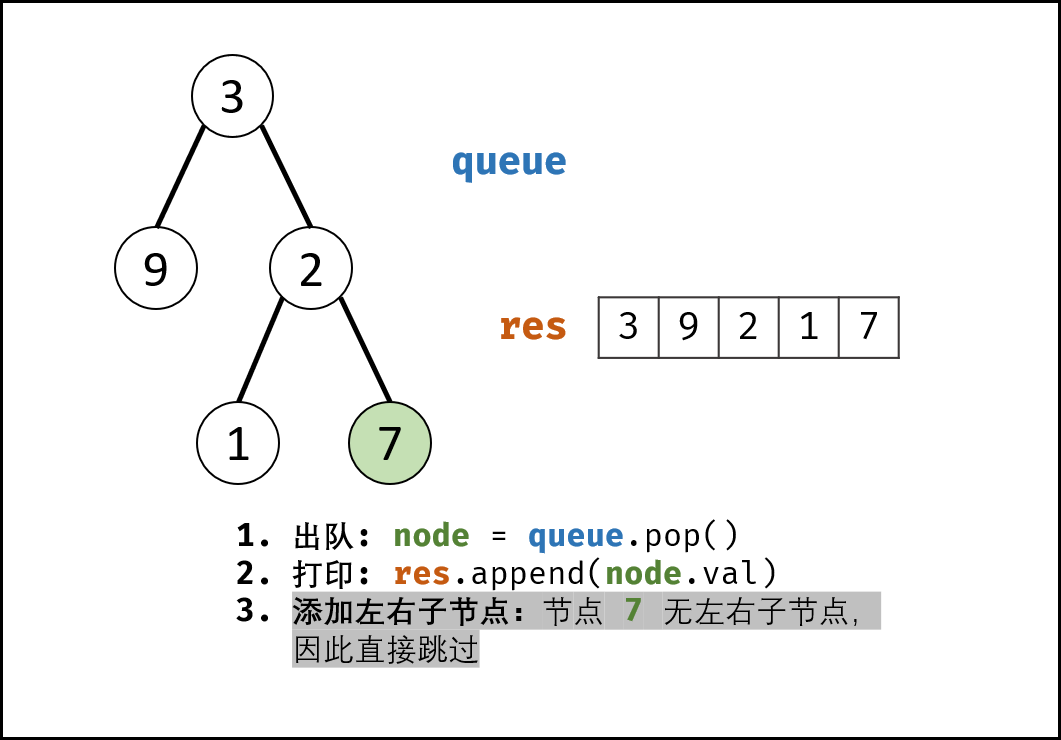 3
queue
9 2
res 3 9 2 1 7
1 7
1. 出队: node = queue.pop()
2. 打印: res.append(node.val)
3. 添加左右子节点: 节点 7 无左右子节点,
因此直接跳过